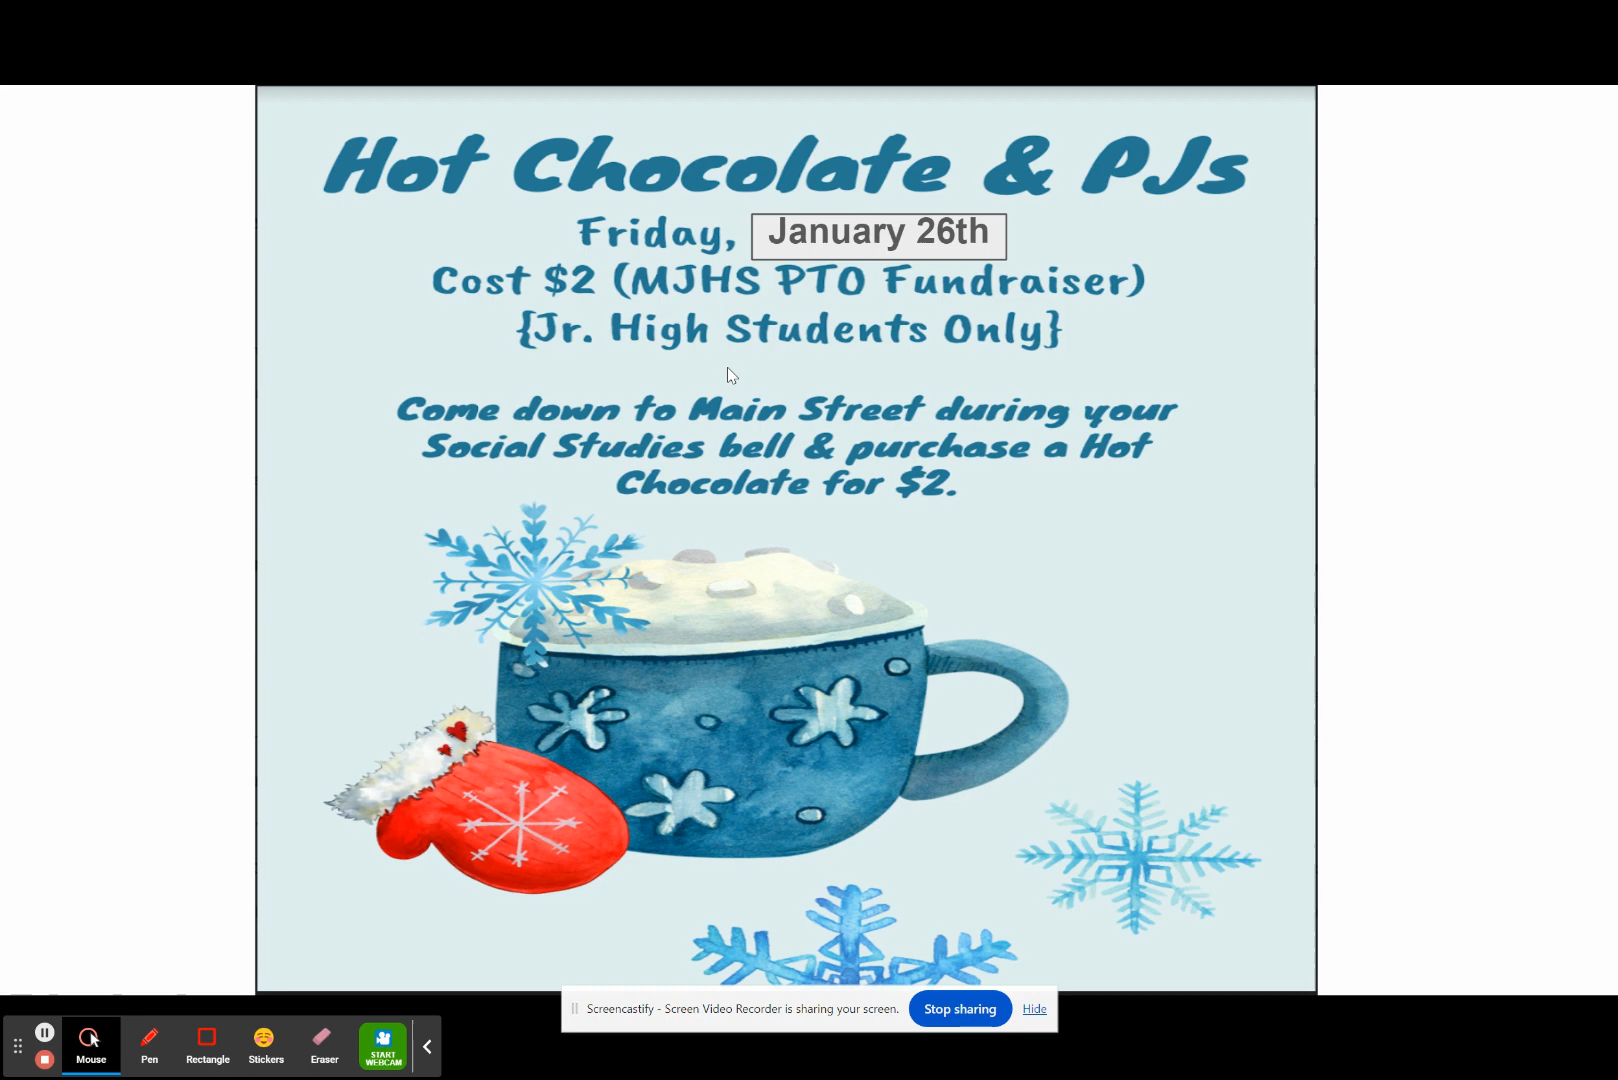 Hot Chocolate & PJs
Friday, January 26th
Cost $2 (MJHS PTO Fundraiser)
{Jr. High Students Only}
Come down to Main Street during your
Social Studies bell & purchase a Hot
Chocolate for $2.
Screencastify - Screen Video Recorder is sharing your screen.
Stop sharing
Hide
Mouse
Pen
Rectangle
Stickers
Eraser
START
WEBCAM